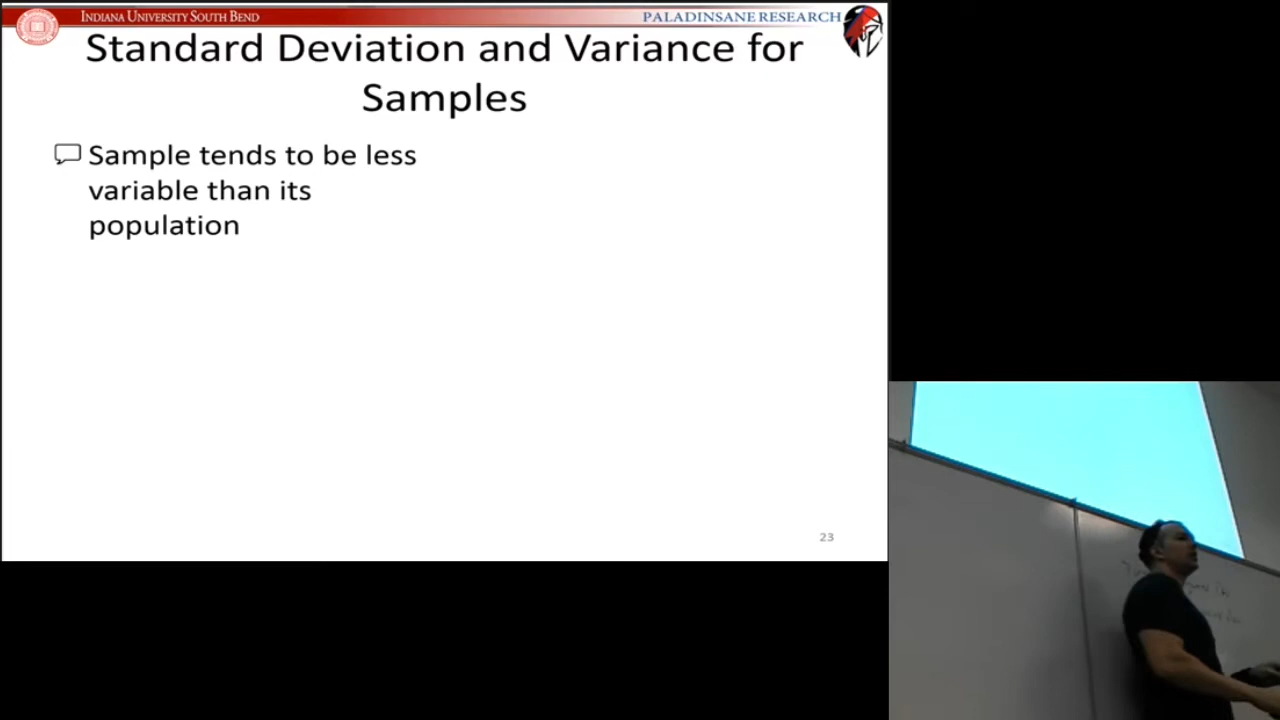 INDIANA UNIVERSITY SOUTH BEND
PALADINSANE RESEARCH
Standard Deviation and Variance for
Samples
Sample tends to be less
variable than its
population
23